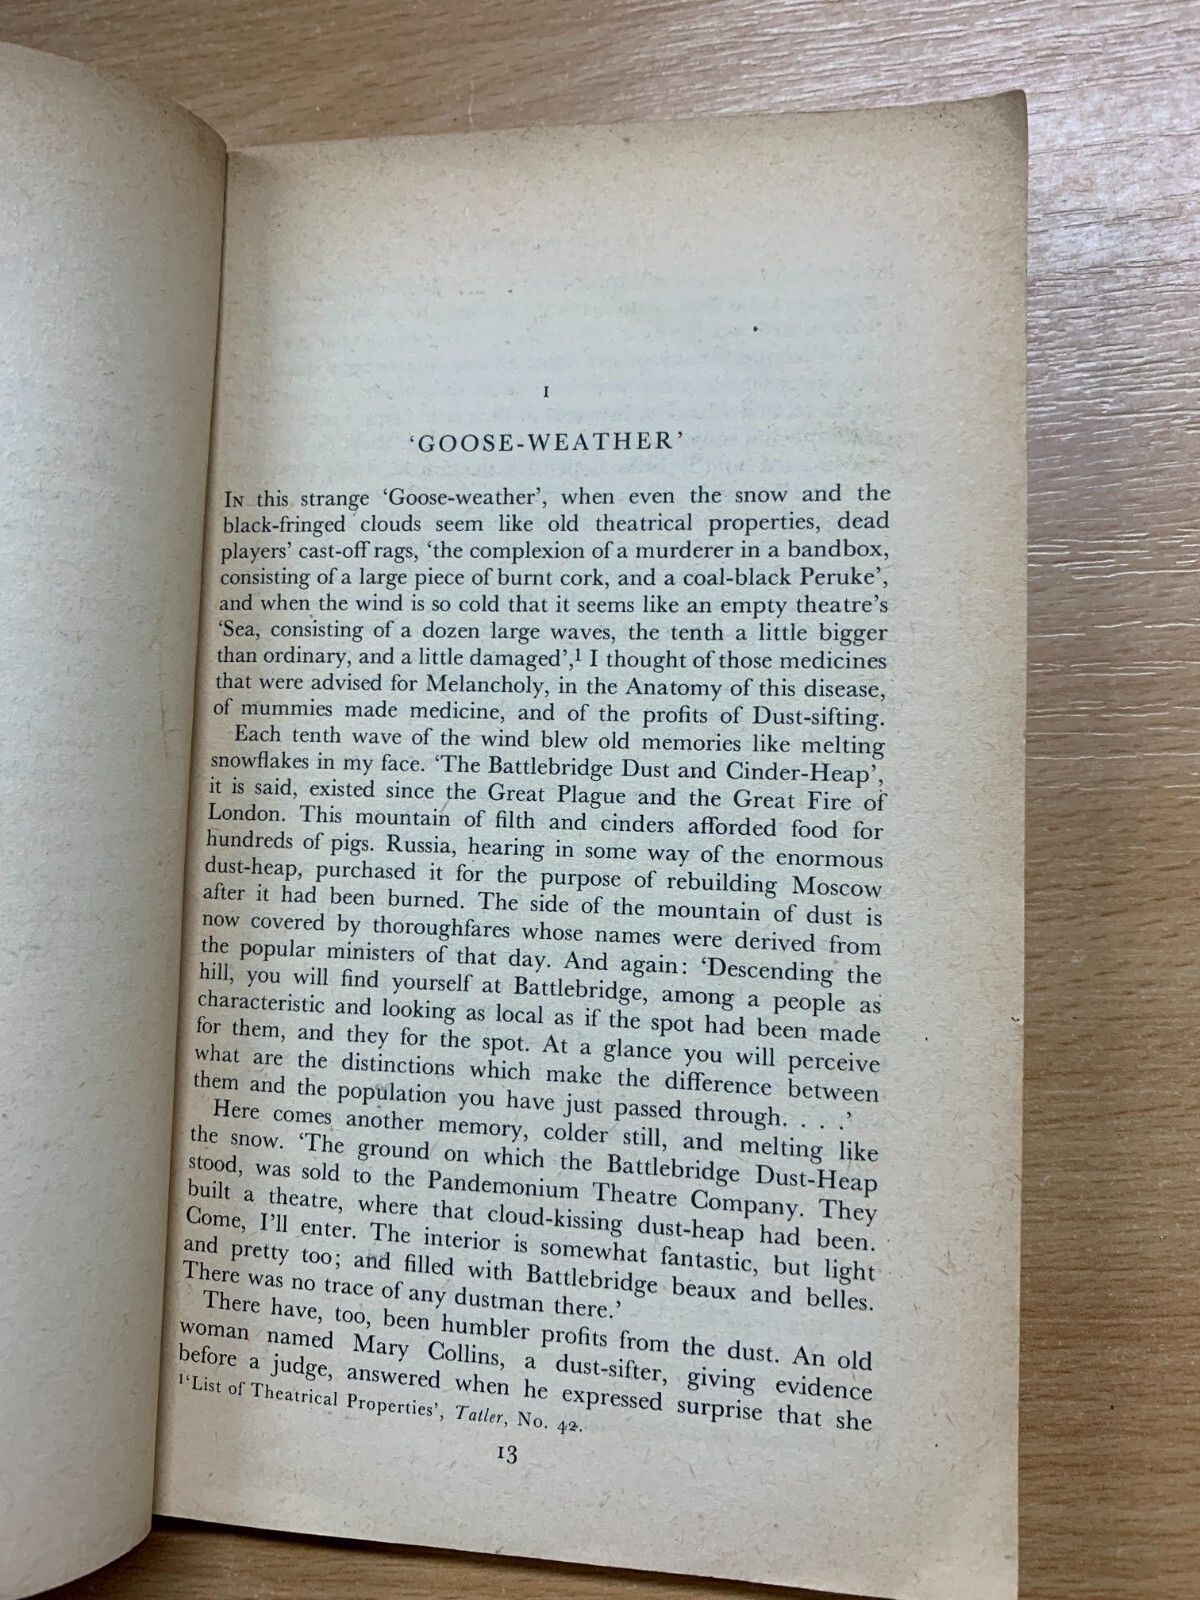 I
‘GOOSE-WEATHER’
IN this strange ‘Goose-weather’, when even the snow and the
black-fringed clouds seem like old theatrical properties, dead
players’ cast-off rags, ‘the complexion of a murderer in a bandbox,
consisting of a large piece of burnt cork, and a coal-black Peruke’,
and when the wind is so cold that it seems like an empty theatre’s
‘Sea, consisting of a dozen large waves, the tenth a little bigger
than ordinary, and a little damaged’,¹ I thought of those medicines
that were advised for Melancholy, in the Anatomy of this disease,
of mummies made medicine, and of the profits of Dust-sifting.
Each tenth wave of the wind blew old memories like melting
snowflakes in my face. ‘The Battlebridge Dust and Cinder-Heap’,
it is said, existed since the Great Plague and the Great Fire of
London. This mountain of filth and cinders afforded food for
hundreds of pigs. Russia, hearing in some way of the enormous
dust-heap, purchased it for the purpose of rebuilding Moscow
after it had been burned. The side of the mountain of dust is
now covered by thoroughfares whose names were derived from
the popular ministers of that day. And again: ‘Descending the
hill, you will find yourself at Battlebridge, among a people as
characteristic and looking as local as if the spot had been made
for them, and they for the spot. At a glance you will perceive
what are the distinctions which make the difference between
them and the population you have just passed through. . . .’
Here comes another memory, colder still, and melting like
the snow. ‘The ground on which the Battlebridge Dust-Heap
stood, was sold to the Pandemonium Theatre Company. They
built a theatre, where that cloud-kissing dust-heap had been.
Come, I’ll enter. The interior is somewhat fantastic, but light
and pretty too; and filled with Battlebridge beaux and belles.
There was no trace of any dustman there.’
There have, too, been humbler profits from the dust. An old
woman named Mary Collins, a dust-sifter, giving evidence
before a judge, answered when he expressed surprise that she
¹‘List of Theatrical Properties’, Tatler, No. 42.
13